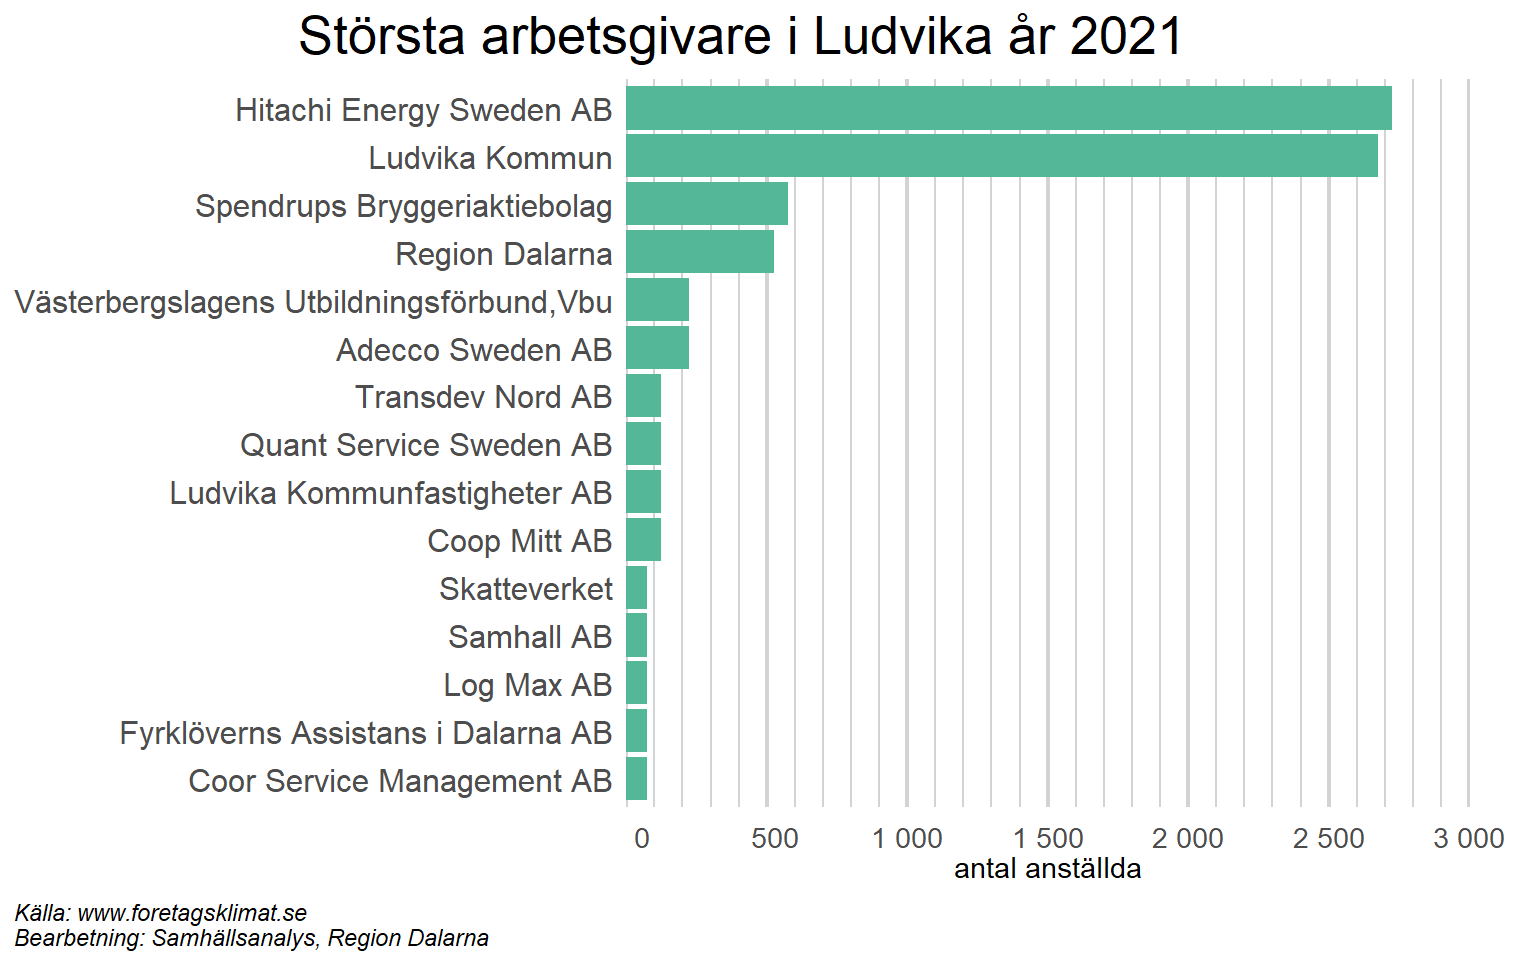 Största arbetsgivare i Ludvika år 2021
Hitachi Energy Sweden AB
Ludvika Kommun
Spendrups Bryggeriaktiebolag
Region Dalarna
Västerbergslagens Utbildningsförbund,Vbu
Adecco Sweden AB
Transdev Nord AB
Quant Service Sweden AB
Ludvika Kommunfastigheter AB
Coop Mitt AB
Skatteverket
Samhall AB
Log Max AB
Fyrklöverns Assistans i Dalarna AB
Coor Service Management AB
0 500 1 000 1 500 2 000 2 500 3 000
antal anställda
Källa: www.foretagsklimat.se
Bearbetning: Samhällsanalys, Region Dalarna